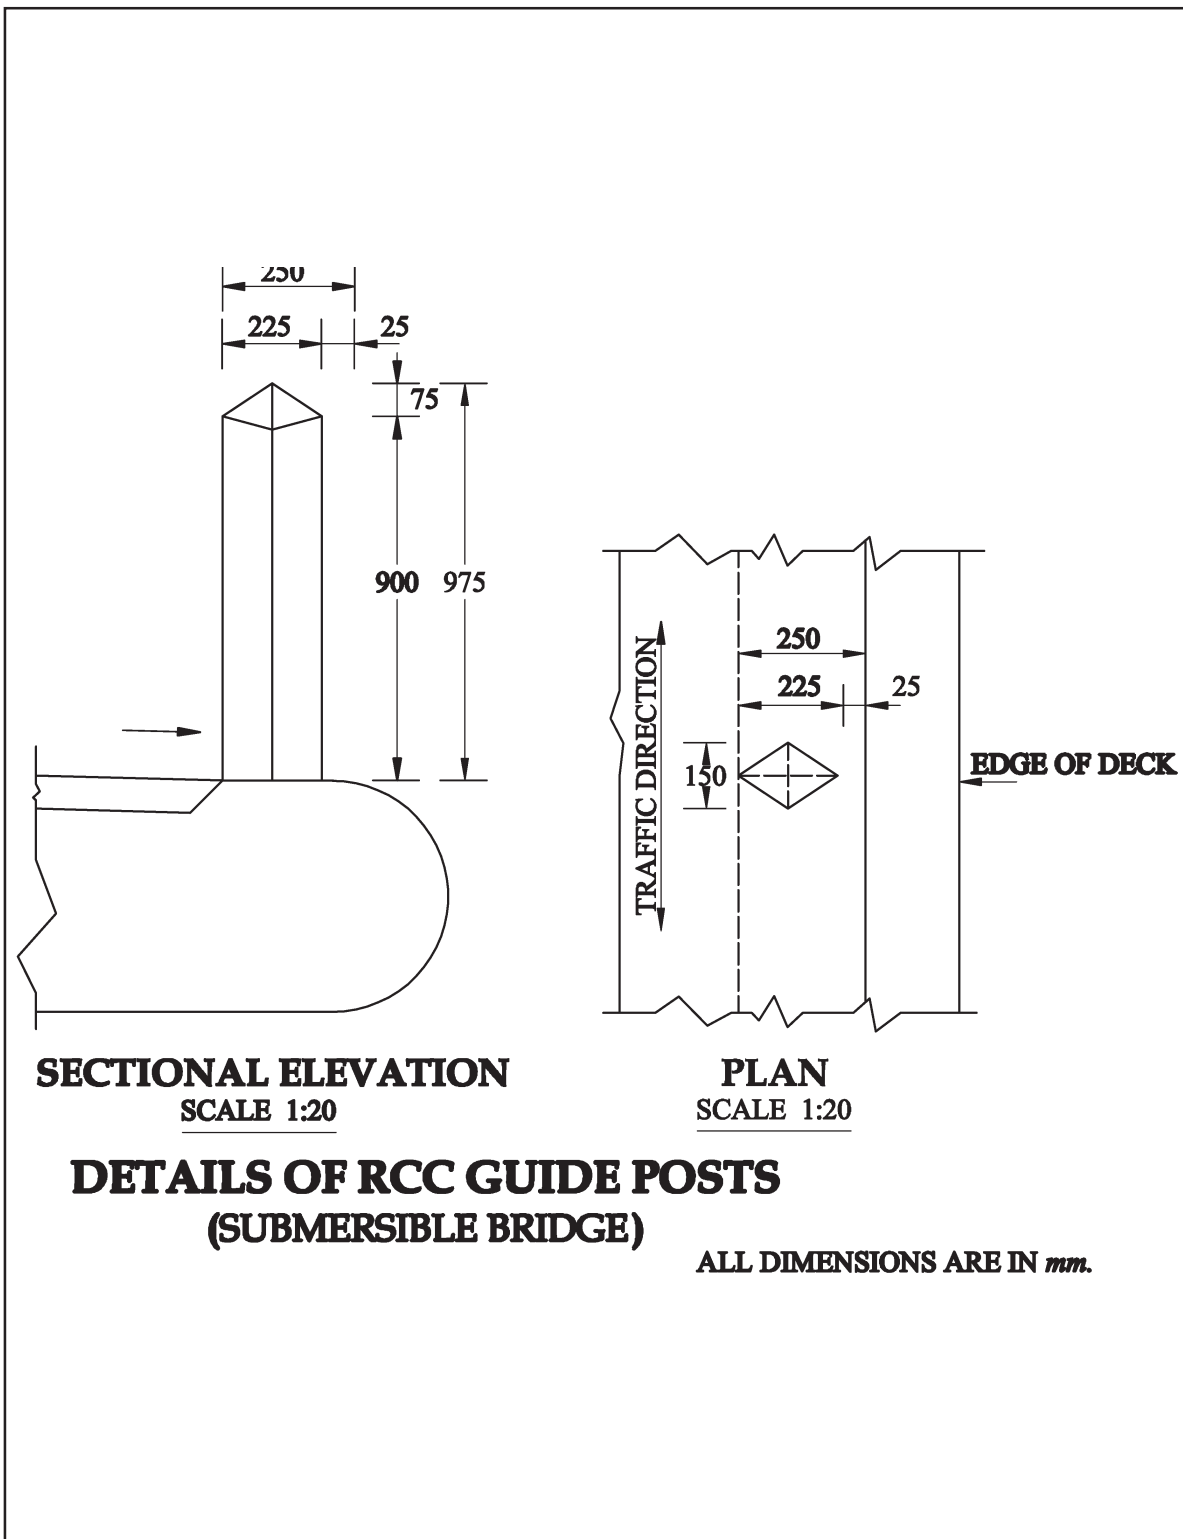 250
225 25
75
900 975
SECTIONAL ELEVATION
SCALE 1:20
TRAFFIC DIRECTION
250
225 25
150
EDGE OF DECK
PLAN
SCALE 1:20
DETAILS OF RCC GUIDE POSTS
(SUBMERSIBLE BRIDGE)
ALL DIMENSIONS ARE IN mm.